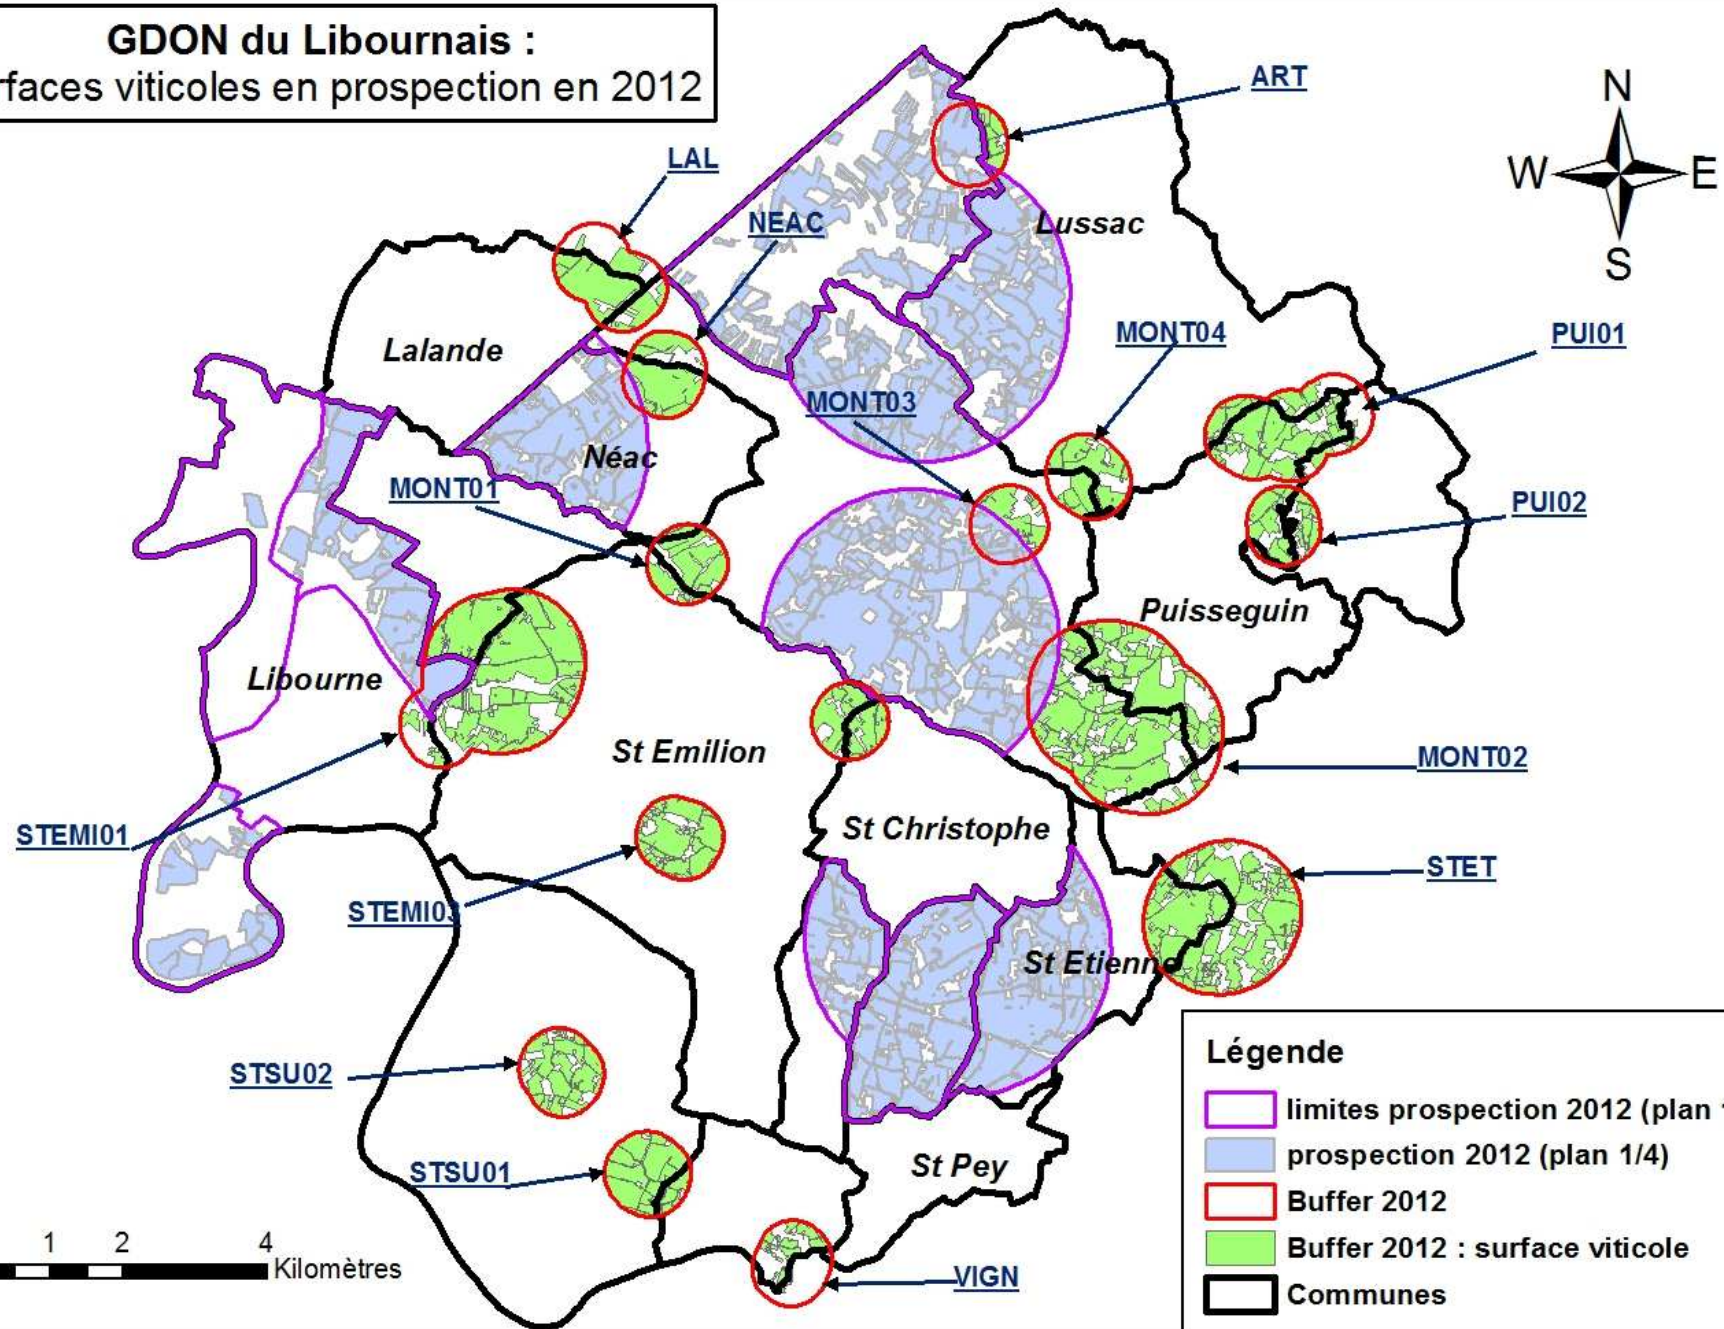 GDON du Libournais :
rfaces viticoles en prospection en 2012
ART
N
W
E
S
LAL
NEAC
Lussac
Lalande
MONT04
PUI01
MONT03
Néac
MONT01
PUI02
Puisseguin
Libourne
St Emilion
MONT02
STEMI01
St Christophe
STET
STEMI03
St Etienne
STSU02
STSU01
St Pey
VIGN
1 2 4
Kilomètres
Légende
limites prospection 2012 (plan
prospection 2012 (plan 1/4)
Buffer 2012
Buffer 2012 : surface viticole
Communes